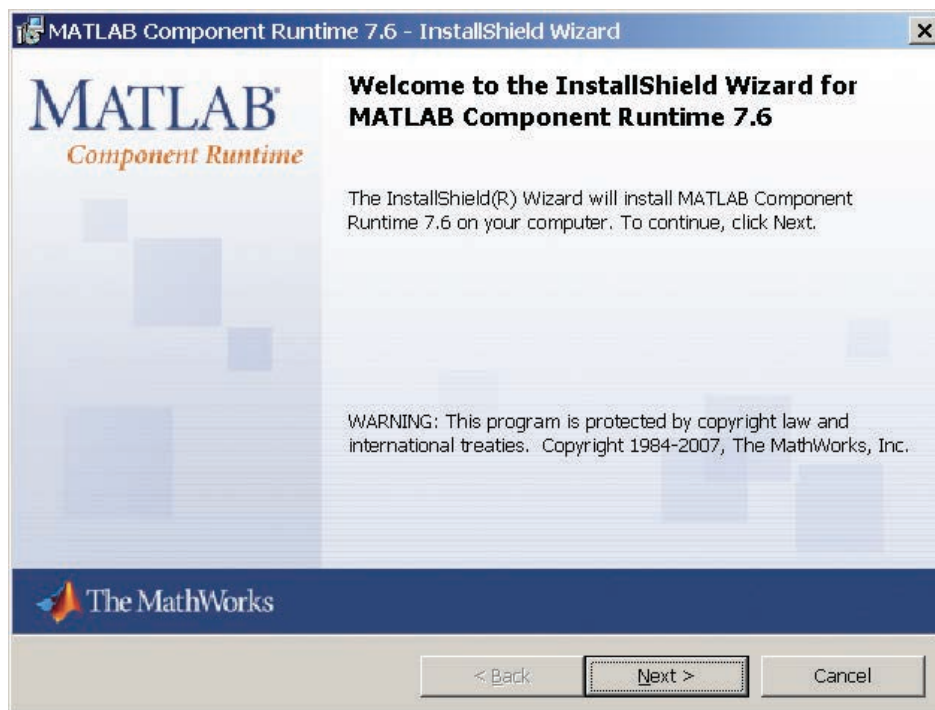 MATLAB Component Runtime 7.6 - InstallShield Wizard
MATLAB
Component Runtime
Welcome to the InstallShield Wizard for
MATLAB Component Runtime 7.6
The InstallShield(R) Wizard will install MATLAB Component
Runtime 7.6 on your computer. To continue, click Next.
WARNING: This program is protected by copyright law and
international treaties. Copyright 1984-2007, The MathWorks, Inc.
The MathWorks
< Back
Next >
Cancel